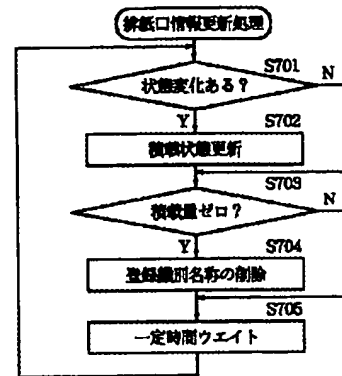 排紙口情報更新処理
S701
状態変化ある?
N
Y
S702
積載状態更新
S703
積載量ゼロ?
N
Y
S704
登録識別名称の削除
S705
一定時間ウエイト